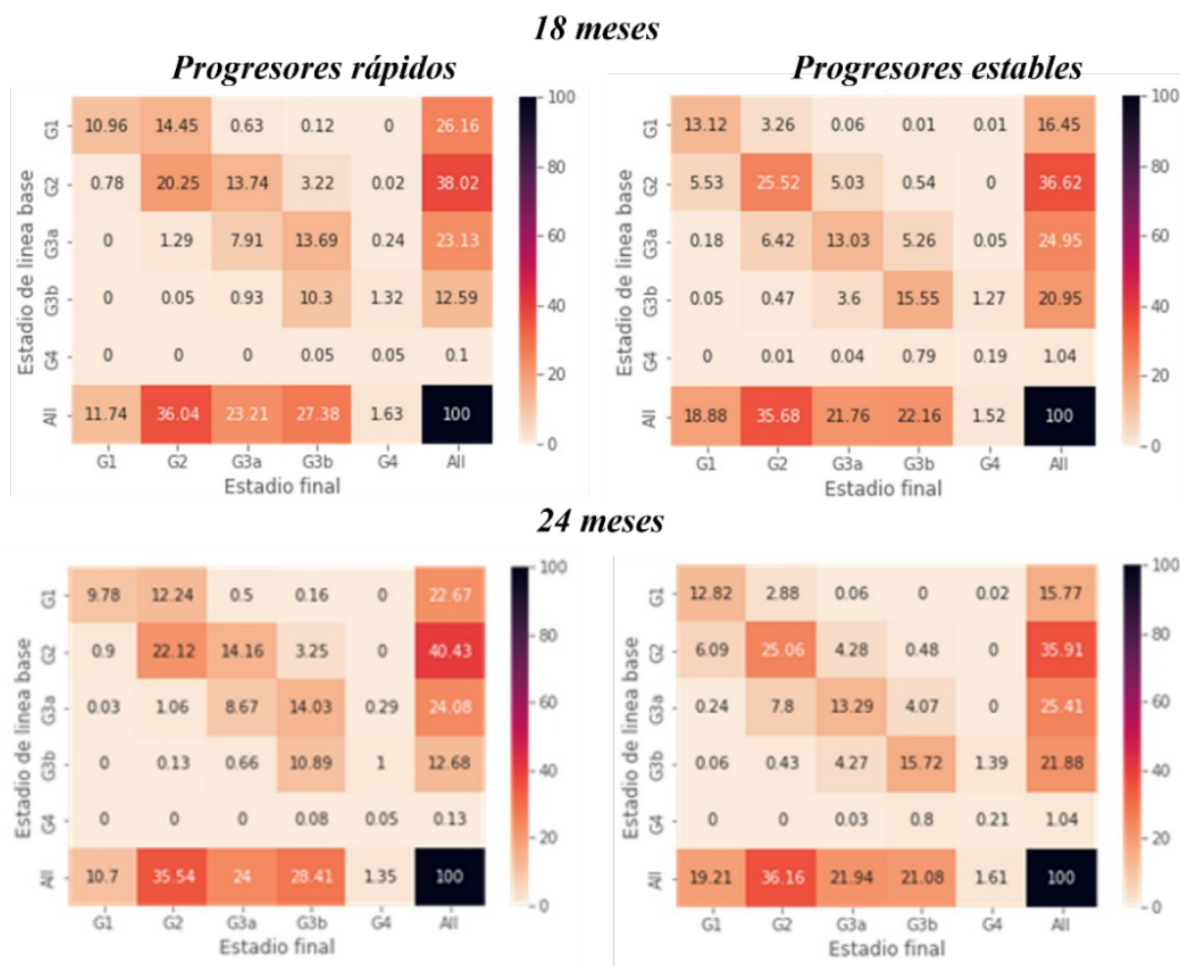 18 meses
Progresores rápidos
Progresores estables
G1 10.96 14.45 0.63 0.12 0 26.16
G2 0.78 20.25 13.74 3.22 0.02 38.02
G3a 0 1.29 7.91 13.69 0.24 23.13
G3b 0 0.05 0.93 10.3 1.32 12.59
G4 0 0 0 0.05 0.05 0.1
All 11.74 36.04 23.21 27.38 1.63 100
G1 G2 G3a G3b G4 All
Estadio final
Estadio de linea base
100
80
60
40
20
0
G1 13.12 3.26 0.06 0.01 0.01 16.45
G2 5.53 25.52 5.03 0.54 0 36.62
G3a 0.18 6.42 13.03 5.26 0.05 24.95
G3b 0.05 0.47 3.6 15.55 1.27 20.95
G4 0 0.01 0.04 0.79 0.19 1.04
All 18.88 35.68 21.76 22.16 1.52 100
G1 G2 G3a G3b G4 All
Estadio final
Estadio de linea base
100
80
60
40
20
0
24 meses
G1 9.78 12.24 0.5 0.16 0 22.67
G2 0.9 22.12 14.16 3.25 0 40.43
G3a 0.03 1.06 8.67 14.03 0.29 24.08
G3b 0 0.13 0.66 10.89 1 12.68
G4 0 0 0 0.08 0.05 0.13
All 10.7 35.54 24 28.41 1.35 100
G1 G2 G3a G3b G4 All
Estadio final
Estadio de linea base
100
80
60
40
20
0
G1 12.82 2.88 0.06 0 0.02 15.77
G2 6.09 25.06 4.28 0.48 0 35.91
G3a 0.24 7.8 13.29 4.07 0 25.41
G3b 0.06 0.43 4.27 15.72 1.39 21.88
G4 0 0 0.03 0.8 0.21 1.04
All 19.21 36.16 21.94 21.08 1.61 100
G1 G2 G3a G3b G4 All
Estadio final
Estadio de linea base
100
80
60
40
20
0